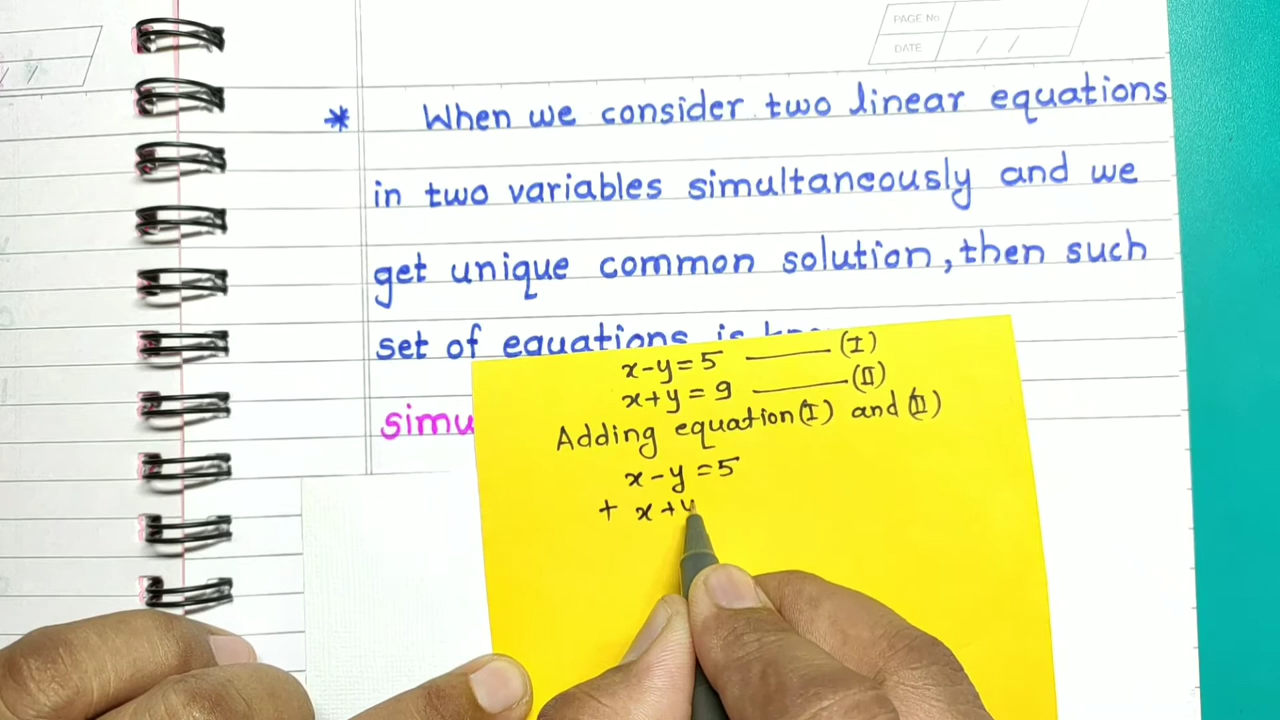 PAGE No.
DATE / /
* When we consider two linear equations
in two variables simultaneously and we
get unique common solution, then such
set of equations is
x-y=5 —— (I)
x+y=9 —— (II)
Adding equation (I) and (II)
x-y=5
+ x+y